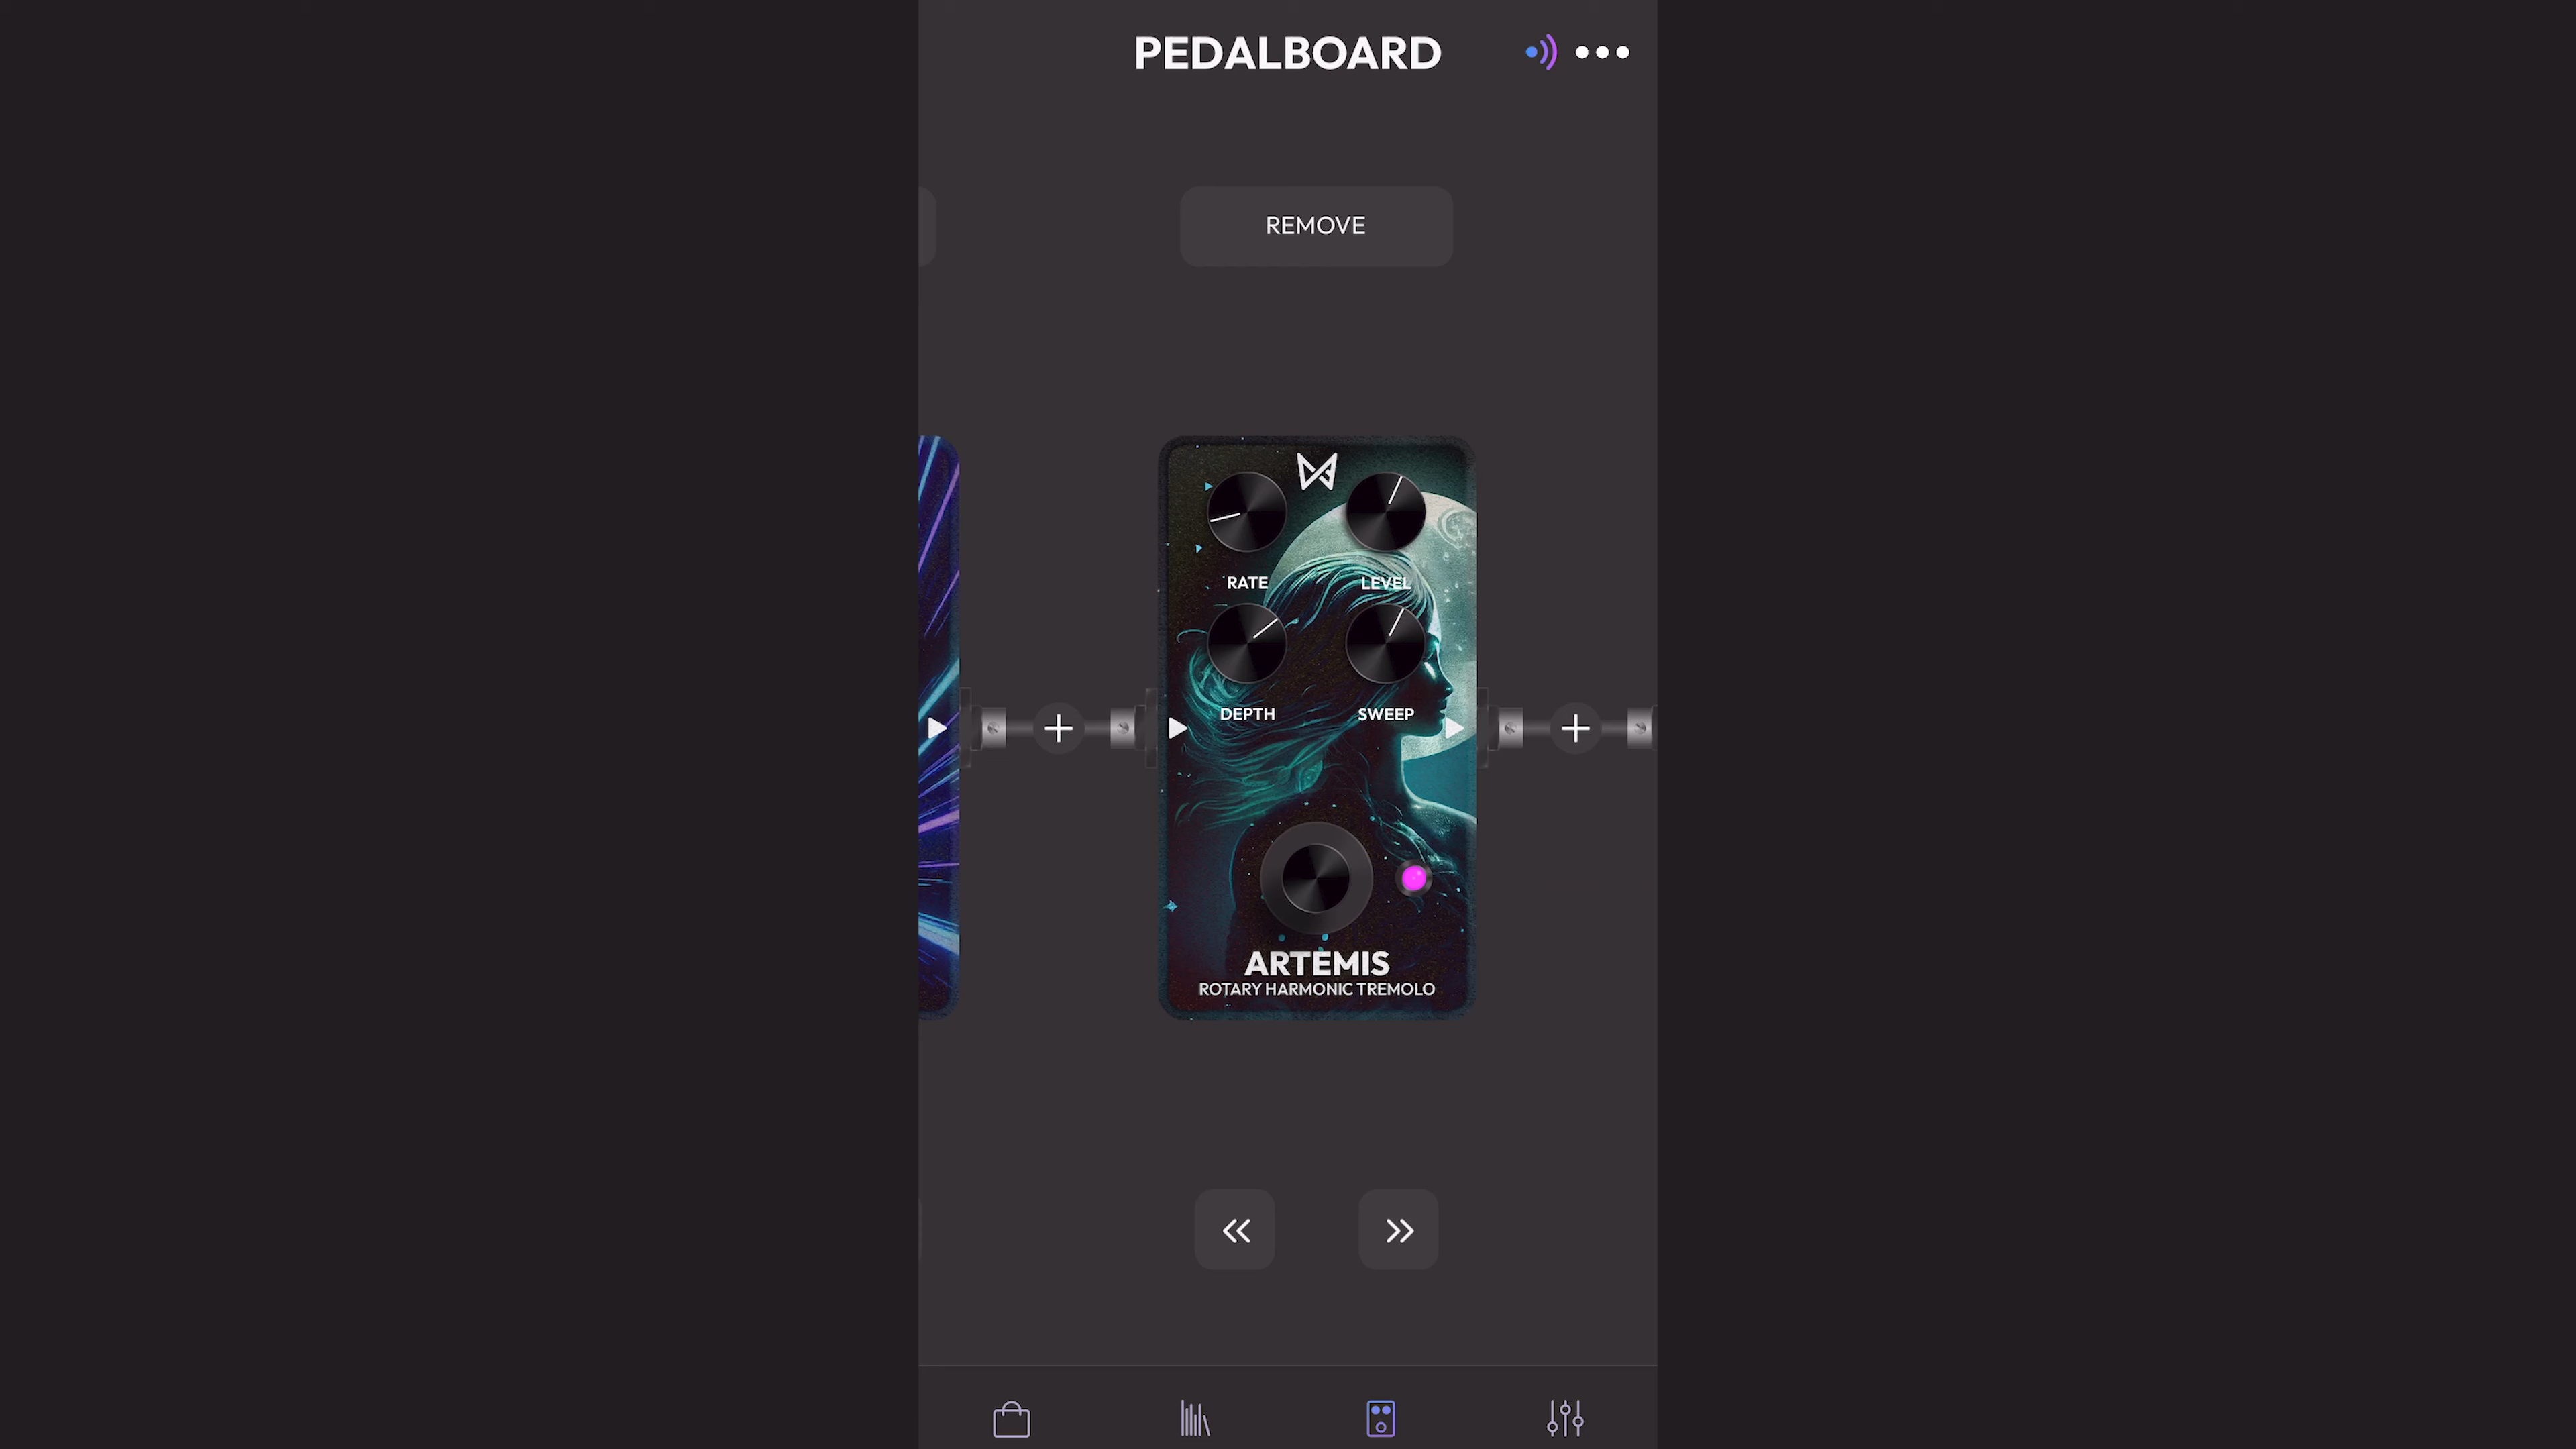 PEDALBOARD
REMOVE
RATE
LEVEL
DEPTH
SWEEP
ARTEMIS
ROTARY HARMONIC TREMOLO